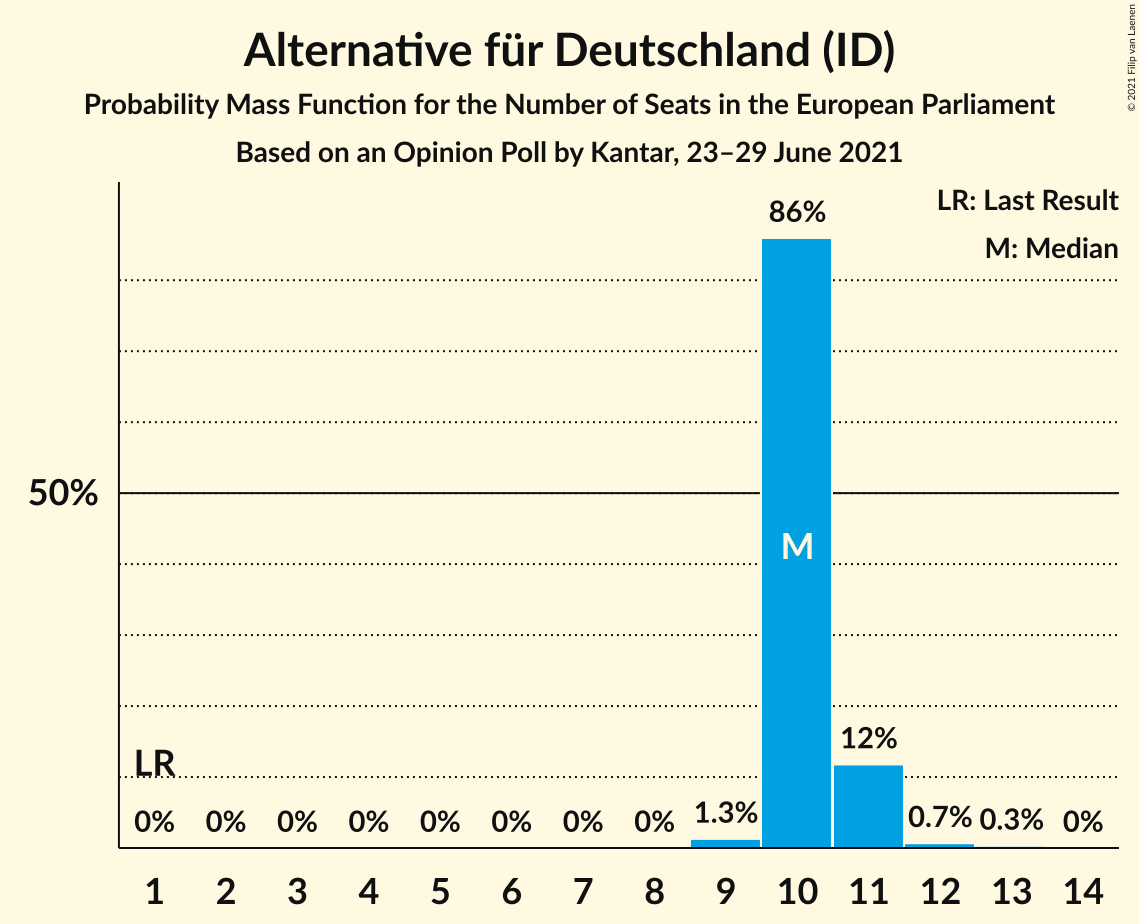 Alternative für Deutschland (ID)
Probability Mass Function for the Number of Seats in the European Parliament
Based on an Opinion Poll by Kantar, 23–29 June 2021
© 2021 Filip van Laenen
LR: Last Result
M: Median
86%
50%
M
LR
12%
0% 0% 0% 0% 0% 0% 0% 0% 1.3% 0.7% 0.3% 0%
1 2 3 4 5 6 7 8 9 10 11 12 13 14